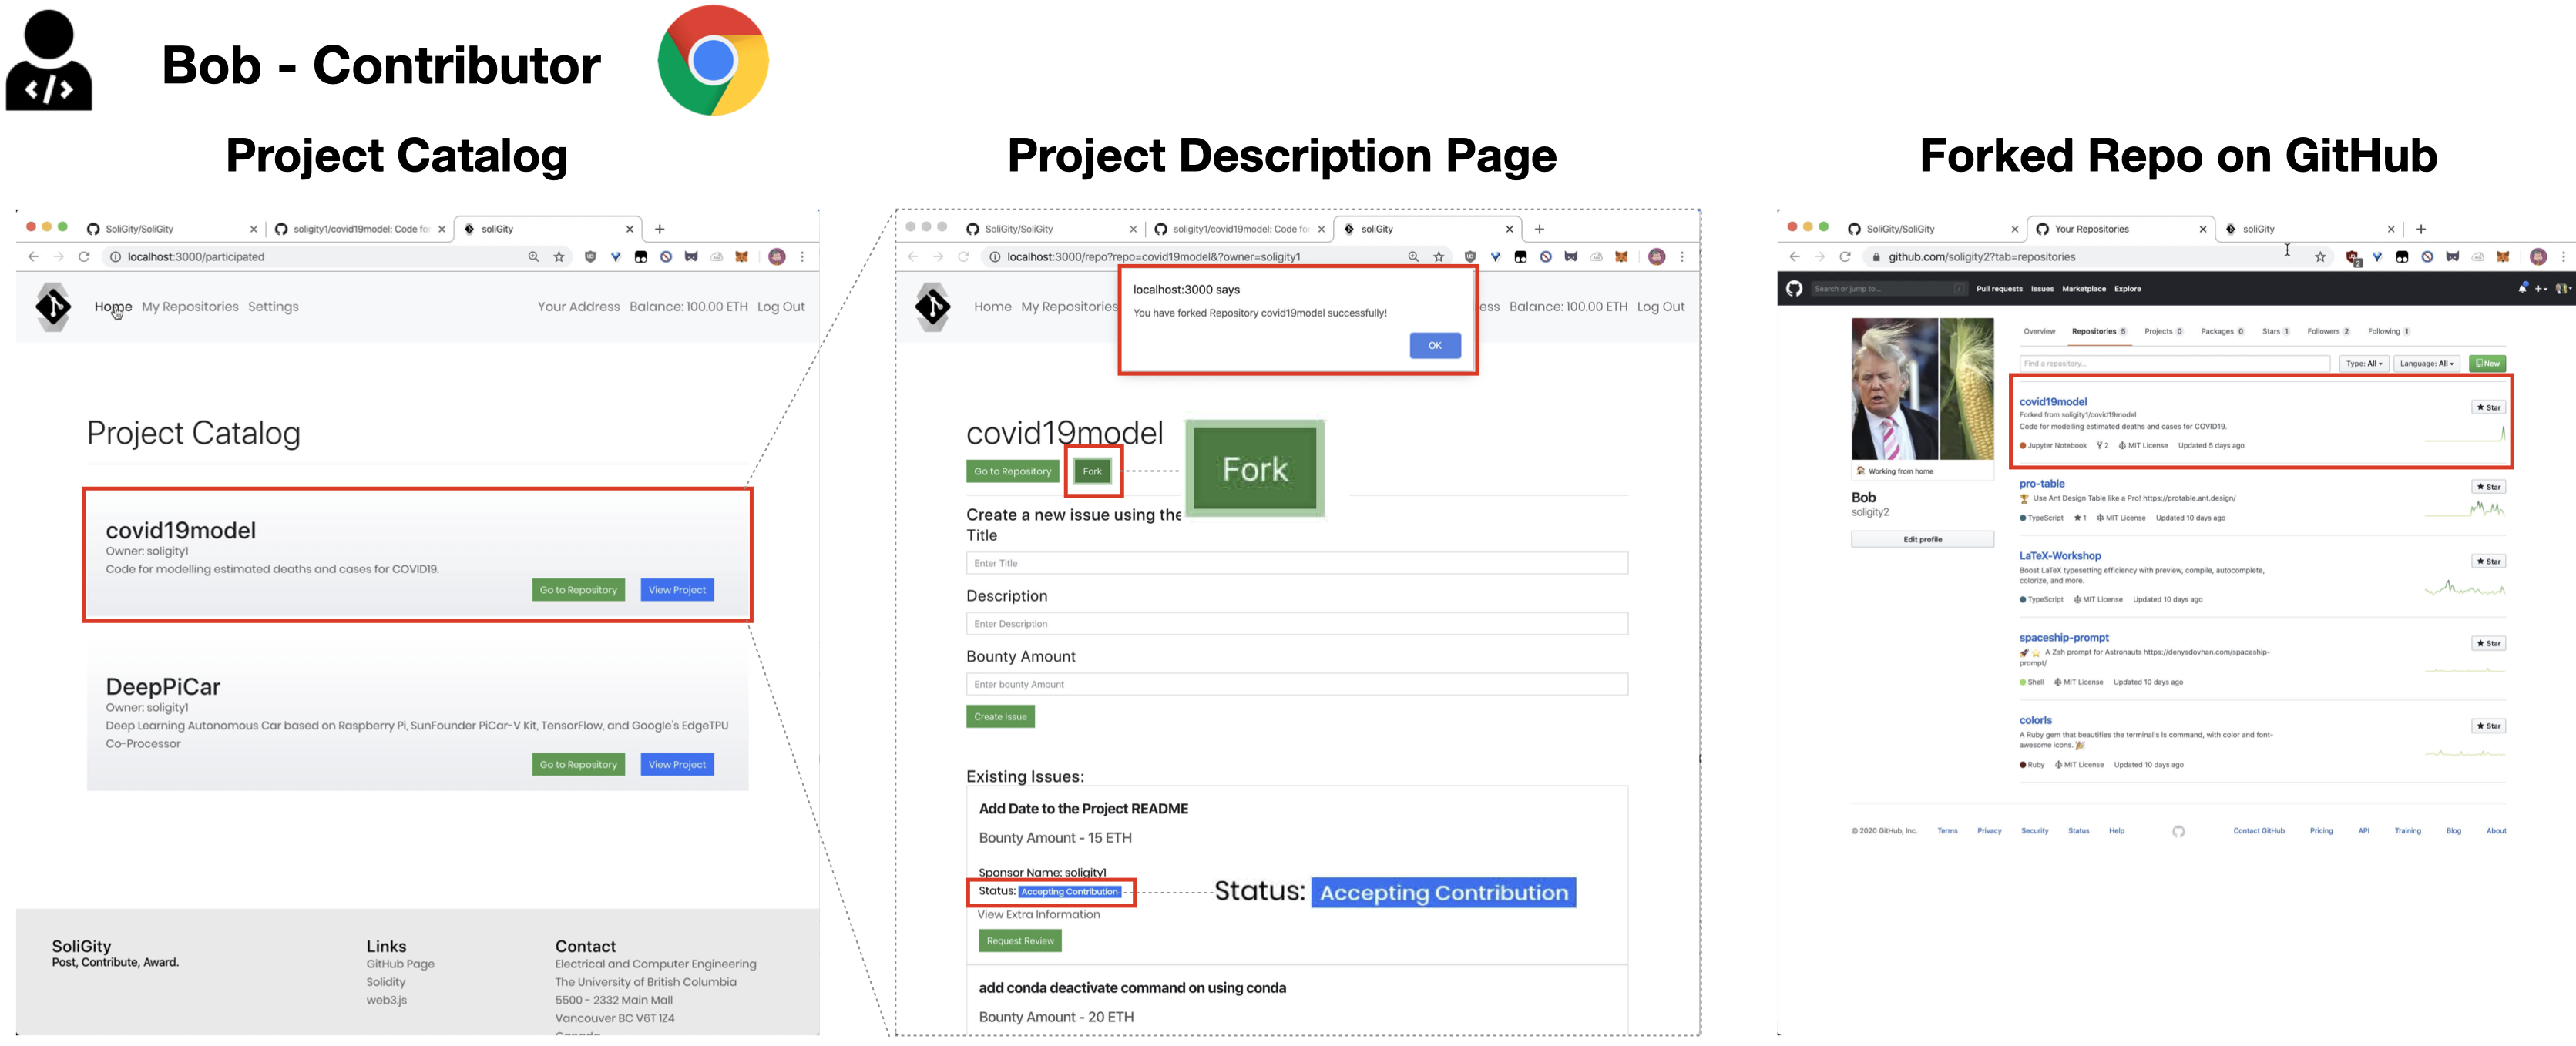 </>
Bob - Contributor
Project Catalog
SoliGity/SoliGity
soligity1/covid19model: Code for
soliGity
localhost:3000/participated
Home My Repositories Settings
Your Address Balance: 100.00 ETH Log Out
Project Catalog
covid19model
Owner: soligity1
Code for modelling estimated deaths and cases for COVID19.
Go to Repository View Project
DeepPiCar
Owner: soligity1
Deep Learning Autonomous Car based on Raspberry Pi, SunFounder PiCar-V Kit, TensorFlow, and Google's EdgeTPU
Co-Processor
Go to Repository View Project
SoliGity
Post, Contribute, Award.
Links
GitHub Page
Solidity
web3.js
Contact
Electrical and Computer Engineering
The University of British Columbia
5500 - 2332 Main Mall
Vancouver BC V6T 1Z4
Project Description Page
SoliGity/SoliGity
soligity1/covid19model: Code for
soliGity
localhost:3000/repo?repo=covid19model&?owner=soligity1
Home My Repositories
ess Balance: 100.00 ETH Log Out
localhost:3000 says
You have forked Repository covid19model successfully!
OK
covid19model
Go to Repository Fork
Fork
Create a new issue using the
Title
Enter Title
Description
Enter Description
Bounty Amount
Enter bounty Amount
Create Issue
Existing Issues:
Add Date to the Project README
Bounty Amount - 15 ETH
Sponsor Name: soligity1
Status: Accepting Contribution
Status: Accepting Contribution
View Extra Information
Request Review
add conda deactivate command on using conda
Bounty Amount - 20 ETH
Forked Repo on GitHub
SoliGity/SoliGity
Your Repositories
soliGity
github.com/soligity2?tab=repositories
2
Search or jump to...
/
Pull requests Issues Marketplace Explore
Working from home
Bob
soligity2
Edit profile
Overview Repositories 5 Projects 0 Packages 0 Stars 1 Followers 2 Following 1
Find a repository...
Type: All Language: All New
covid19model
Star
Forked from soligity1/covid19model
Code for modelling estimated deaths and cases for COVID19.
Jupyter Notebook 2 MIT License Updated 5 days ago
pro-table
Star
Use Ant Design Table like a Pro! https://protable.ant.design/
TypeScript 1 MIT License Updated 10 days ago
LaTeX-Workshop
Star
Boost LaTeX typesetting efficiency with preview, compile, autocomplete,
colorize, and more.
TypeScript MIT License Updated 10 days ago
spaceship-prompt
Star
A Zsh prompt for Astronauts https://denysdovhan.com/spaceship-
prompt/
Shell MIT License Updated 10 days ago
colorls
Star
A Ruby gem that beautifies the terminal's ls command, with color and font-
awesome icons.
Ruby MIT License Updated 10 days ago
© 2020 GitHub, Inc. Terms Privacy Security Status Help
Contact GitHub Pricing API Training Blog About